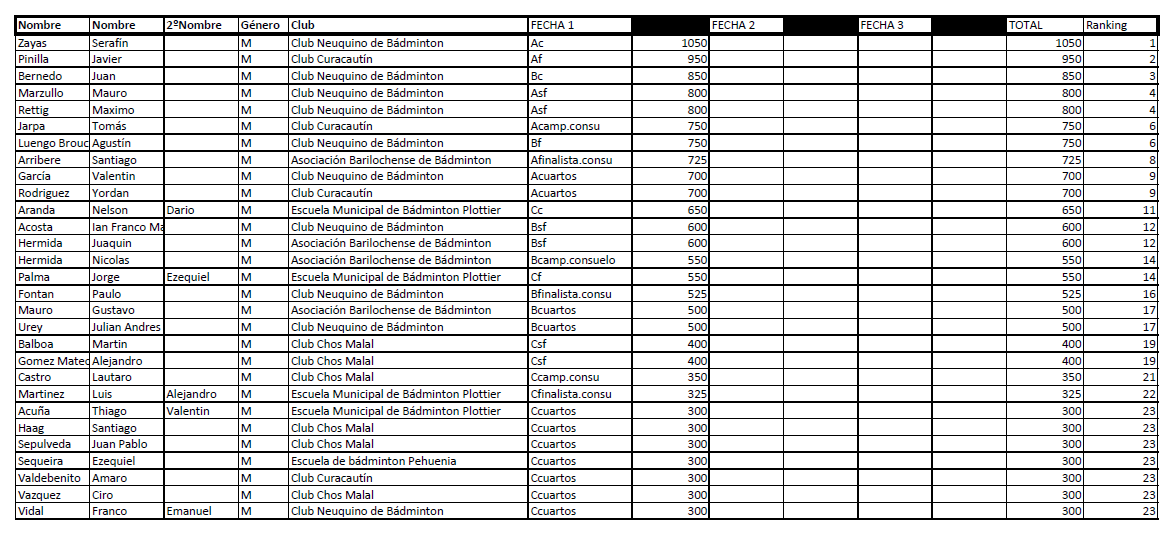 Nombre Nombre 2ºNombre Género Club FECHA 1 FECHA 2 FECHA 3 TOTAL Ranking
Zayas Serafín M Club Neuquino de Bádminton Ac 1050 1050 1
Pinilla Javier M Club Curacautín Af 950 950 2
Bernedo Juan M Club Neuquino de Bádminton Bc 850 850 3
Marzullo Mauro M Club Neuquino de Bádminton Asf 800 800 4
Rettig Maximo M Club Neuquino de Bádminton Asf 800 800 4
Jarpa Tomás M Club Curacautín Acamp.consu 750 750 6
Luengo Brouc Agustín M Club Neuquino de Bádminton Bf 750 750 6
Arribere Santiago M Asociación Barilochense de Bádminton Afinalista.consu 725 725 8
García Valentin M Club Neuquino de Bádminton Acuartos 700 700 9
Rodriguez Yordan M Club Curacautín Acuartos 700 700 9
Aranda Nelson Dario M Escuela Municipal de Bádminton Plottier Cc 650 650 11
Acosta Ian Franco Ma M Club Neuquino de Bádminton Bsf 600 600 12
Hermida Juaquin M Asociación Barilochense de Bádminton Bsf 600 600 12
Hermida Nicolas M Asociación Barilochense de Bádminton Bcamp.consuelo 550 550 14
Palma Jorge Ezequiel M Escuela Municipal de Bádminton Plottier Cf 550 550 14
Fontan Paulo M Club Neuquino de Bádminton Bfinalista.consu 525 525 16
Mauro Gustavo M Asociación Barilochense de Bádminton Bcuartos 500 500 17
Urey Julian Andres M Club Neuquino de Bádminton Bcuartos 500 500 17
Balboa Martin M Club Chos Malal Csf 400 400 19
Gomez Mateo Alejandro M Club Chos Malal Csf 400 400 19
Castro Lautaro M Club Chos Malal Ccamp.consu 350 350 21
Martinez Luis Alejandro M Escuela Municipal de Bádminton Plottier Cfinalista.consu 325 325 22
Acuña Thiago Valentin M Escuela Municipal de Bádminton Plottier Ccuartos 300 300 23
Haag Santiago M Club Chos Malal Ccuartos 300 300 23
Sepulveda Juan Pablo M Club Chos Malal Ccuartos 300 300 23
Sequeira Ezequiel M Escuela de bádminton Pehuenia Ccuartos 300 300 23
Valdebenito Amaro M Club Curacautín Ccuartos 300 300 23
Vazquez Ciro M Club Chos Malal Ccuartos 300 300 23
Vidal Franco Emanuel M Club Neuquino de Bádminton Ccuartos 300 300 23